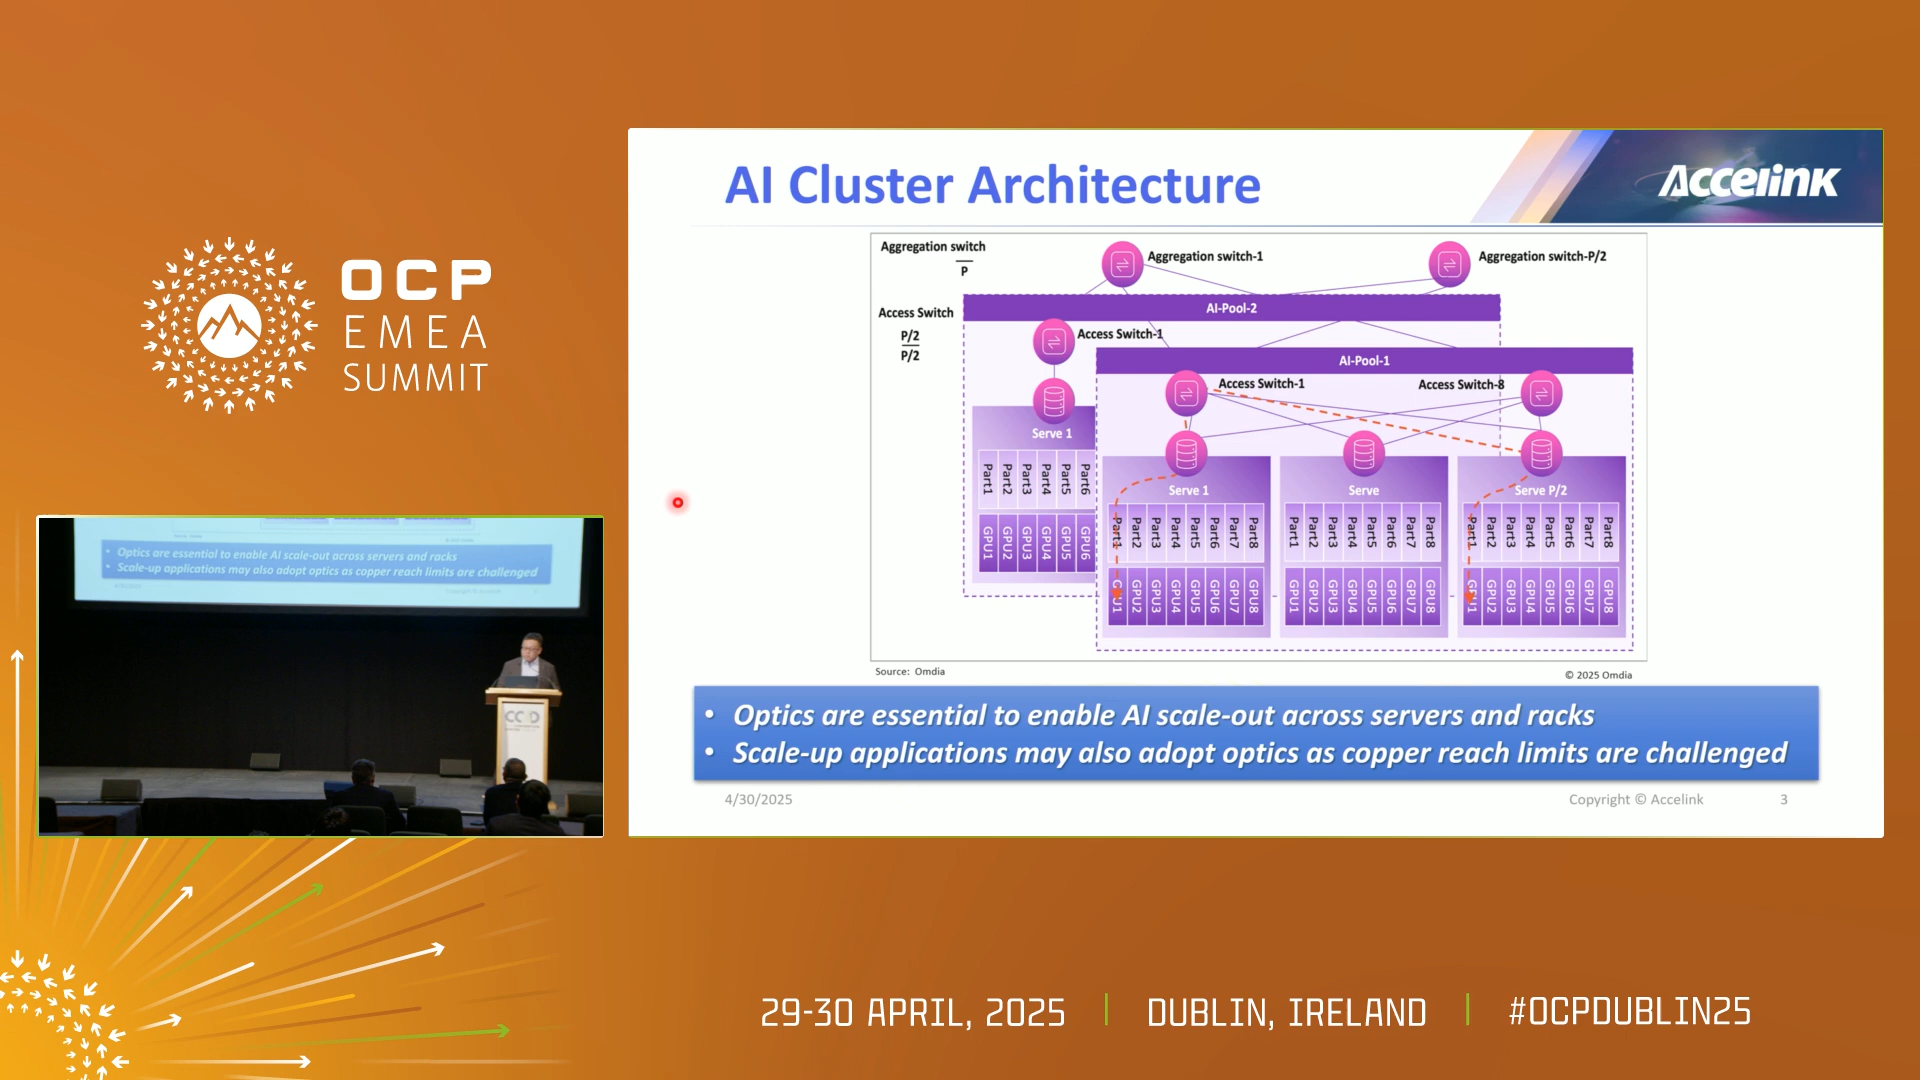 OCP
EMEA
SUMMIT
AI Cluster Architecture
Accelink
Aggregation switch
P
Aggregation switch-1
Aggregation switch-P/2
Access Switch
P/2
P/2
AI-Pool-2
Access Switch-1
Serve 1
Part1 Part2 Part3 Part4 Part5 Part6
GPU1 GPU2 GPU3 GPU4 GPU5 GPU6
AI-Pool-1
Access Switch-1
Access Switch-8
Serve 1
Serve
Serve P/2
Part1 Part2 Part3 Part4 Part5 Part6 Part7 Part8
Part1 Part2 Part3 Part4 Part5 Part6 Part7 Part8
Part1 Part2 Part3 Part4 Part5 Part6 Part7 Part8
GPU1 GPU2 GPU3 GPU4 GPU5 GPU6 GPU7 GPU8
GPU1 GPU2 GPU3 GPU4 GPU5 GPU6 GPU7 GPU8
GPU1 GPU2 GPU3 GPU4 GPU5 GPU6 GPU7 GPU8
Source: Omdia
© 2025 Omdia
• Optics are essential to enable AI scale-out across servers and racks
• Scale-up applications may also adopt optics as copper reach limits are challenged
4/30/2025
Copyright © Accelink
3
• Optics are essential to enable AI scale-out across servers and racks
• Scale-up applications may also adopt optics as copper reach limits are challenged
29-30 APRIL, 2025 | DUBLIN, IRELAND | #OCPDUBLIN25